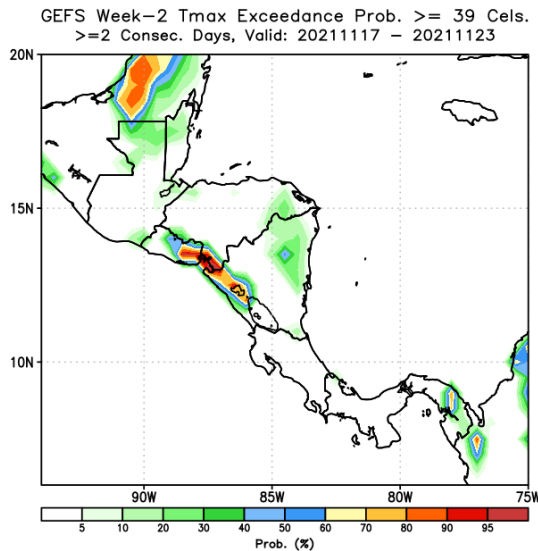 GEFS Week-2 Tmax Exceedance Prob. >= 39 Cels.
>=2 Consec. Days, Valid: 20211117 - 20211123
20N
15N
10N
90W 85W 80W 75W
5 10 20 30 40 50 60 70 80 90 95
Prob. (%)